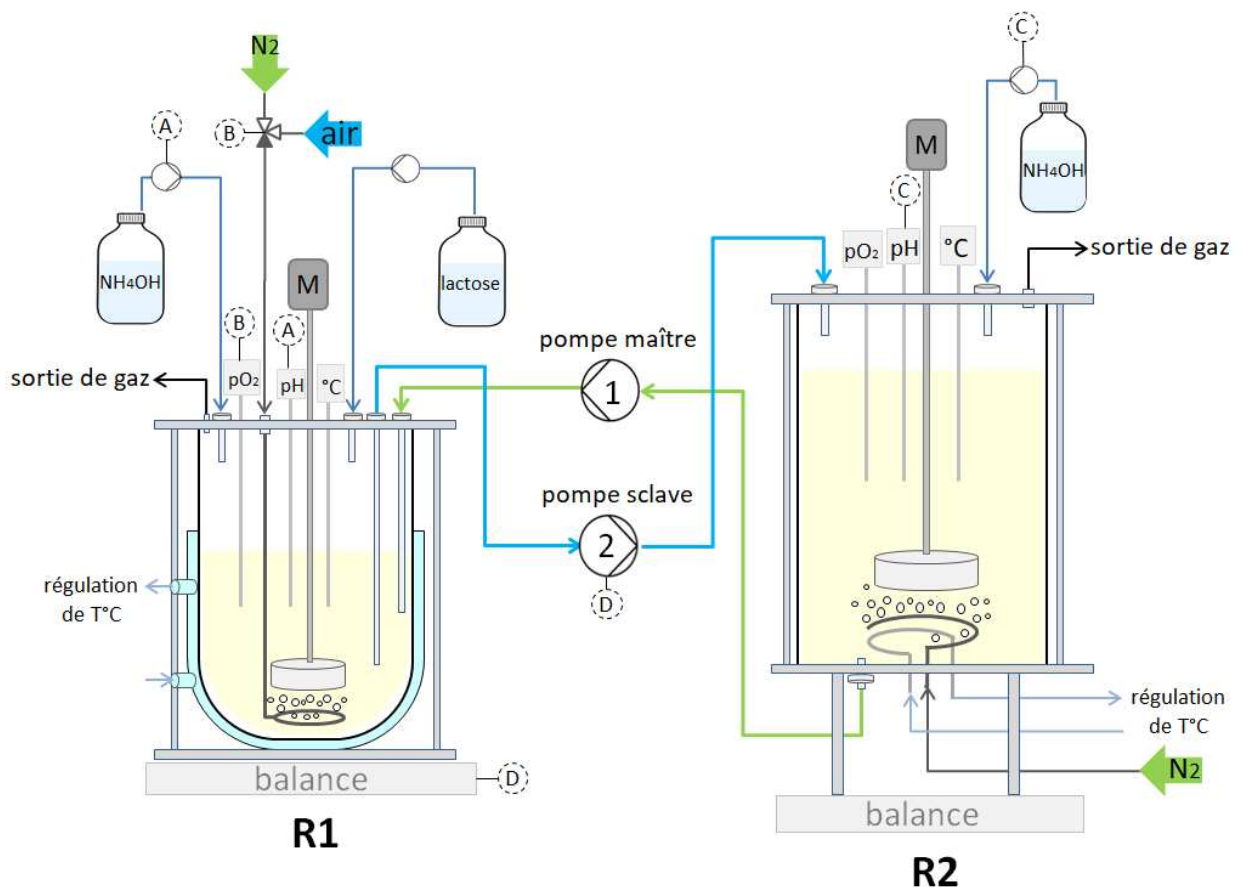 N2
A
B
air
NH4OH
lactose
M
B
A
sortie de gaz
pO2
pH
°C
régulation
de T°C
balance
D
R1
pompe maître
1
pompe sclave
2
D
C
M
NH4OH
C
pO2
pH
°C
sortie de gaz
régulation
de T°C
N2
balance
R2